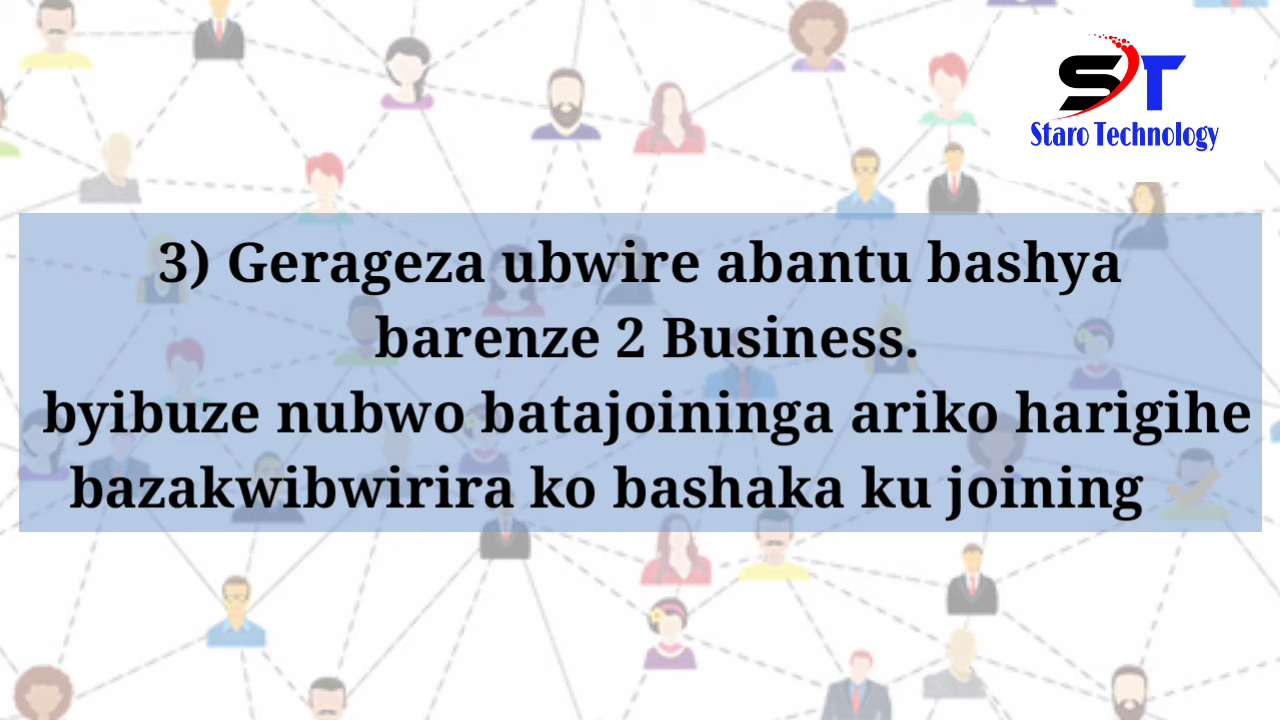 ST
Staro Technology
3) Gerageza ubwire abantu bashya
barenze 2 Business.
byibuze nubwo batajoininga ariko harigihe
bazakwibwirira ko bashaka ku joining